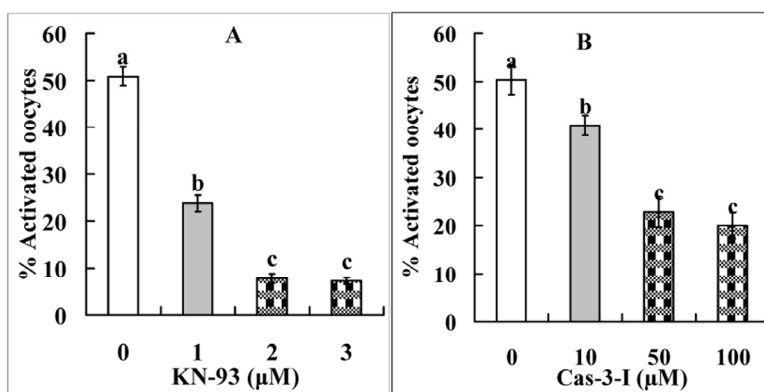 A
% Activated oocytes
60
50
40
30
20
10
0
a
b
c
c
0 1 2 3
KN-93 (µM)
B
% Activated oocytes
60
50
40
30
20
10
0
a
b
c
c
0 10 50 100
Cas-3-I (µM)